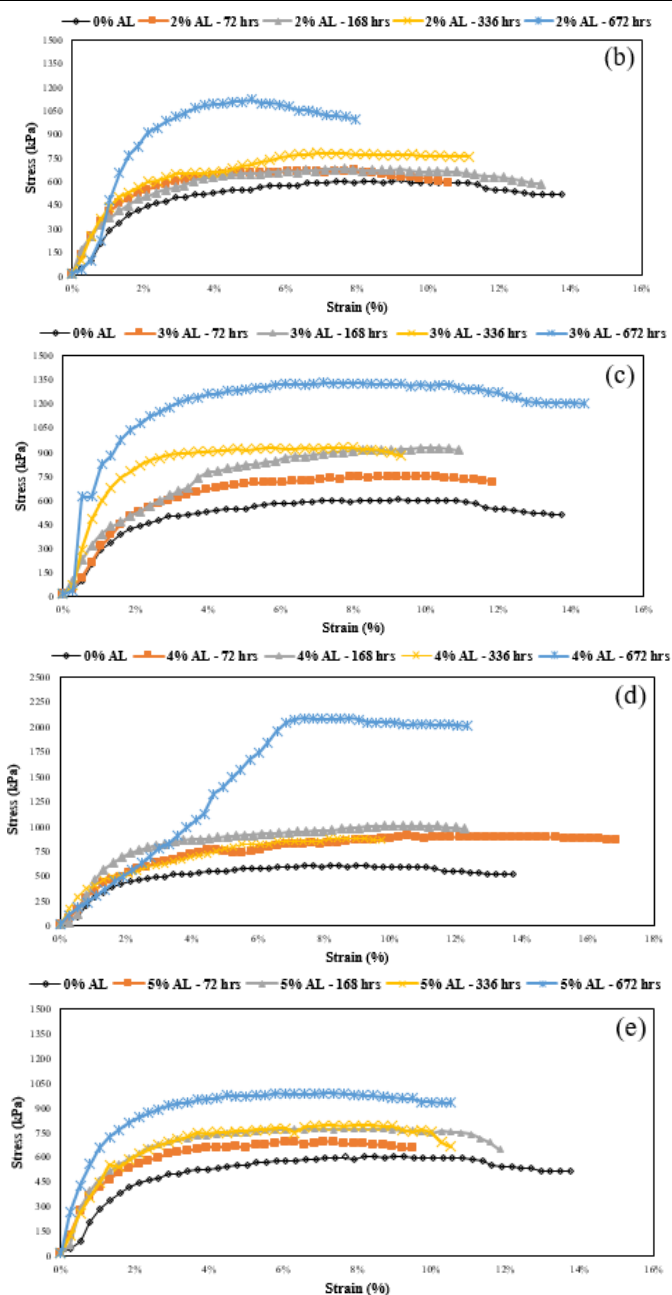 0% AL 2% AL - 72 hrs 2% AL - 168 hrs 2% AL - 336 hrs 2% AL - 672 hrs
(b)
1500
1350
1200
1050
900
750
600
450
300
150
0
Stress (kPa)
0% 2% 4% 6% 8% 10% 12% 14% 16%
Strain (%)
0% AL 3% AL - 72 hrs 3% AL - 168 hrs 3% AL - 336 hrs 3% AL - 672 hrs
(c)
1500
1350
1200
1050
900
750
600
450
300
150
0
Stress (kPa)
0% 2% 4% 6% 8% 10% 12% 14% 16%
Strain (%)
0% AL 4% AL - 72 hrs 4% AL - 168 hrs 4% AL - 336 hrs 4% AL - 672 hrs
(d)
2500
2250
2000
1750
1500
1250
1000
750
500
250
0
Stress (kPa)
0% 2% 4% 6% 8% 10% 12% 14% 16% 18%
Strain (%)
0% AL 5% AL - 72 hrs 5% AL - 168 hrs 5% AL - 336 hrs 5% AL - 672 hrs
(e)
1500
1350
1200
1050
900
750
600
450
300
150
0
Stress (kPa)
0% 2% 4% 6% 8% 10% 12% 14% 16%
Strain (%)